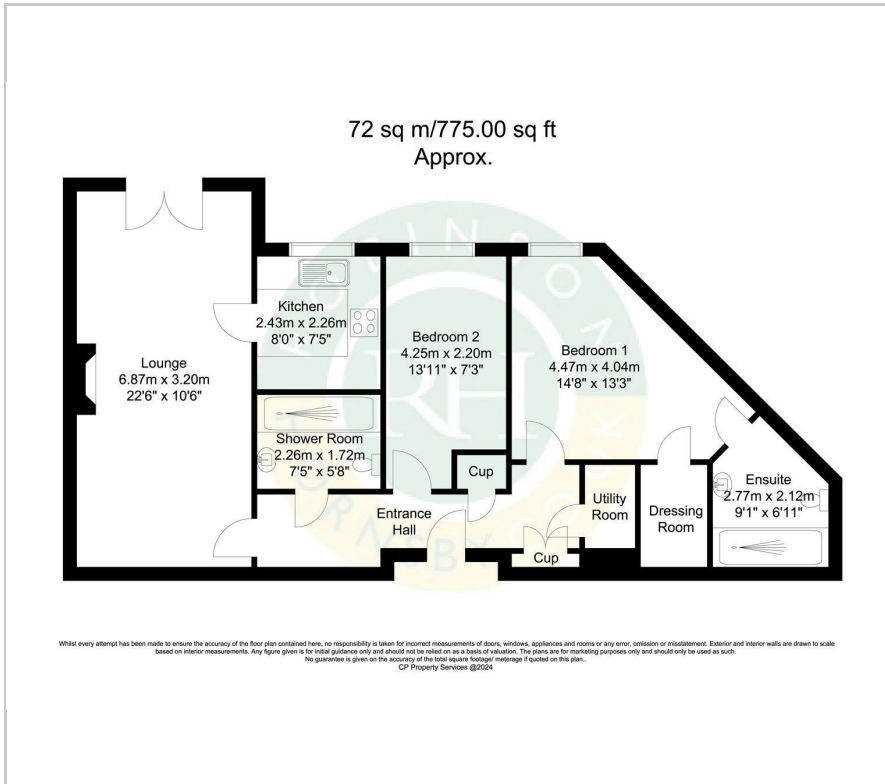 72 sq m/775.00 sq ft
Approx.
Kitchen
2.43m x 2.26m
8'0" x 7'5"
Bedroom 2
4.25m x 2.20m
13'11" x 7'3"
Bedroom 1
4.47m x 4.04m
14'8" x 13'3"
Lounge
6.87m x 3.20m
22'6" x 10'6"
Shower Room
2.26m x 1.72m
7'5" x 5'8"
Cup
Entrance
Hall
Utility
Room
Dressing
Room
Ensuite
2.77m x 2.12m
9'1" x 6'11"
Cup
ROBINSON
RH
HORNSBY
Whilst every attempt has been made to ensure the accuracy of the floor plan contained here, no responsibility is taken for incorrect measurements of doors, windows, appliances and rooms or any error, omission or misstatement. Exterior and interior walls are drawn to scale
based on interior measurements. Any figure given is for initial guidance only and should not be relied on as a basis of valuation. The plans are for marketing purposes only and should only be used as such.
No guarantee is given on the accuracy of the total square footage/ meterage if quoted on this plan..
CP Property Services @2024